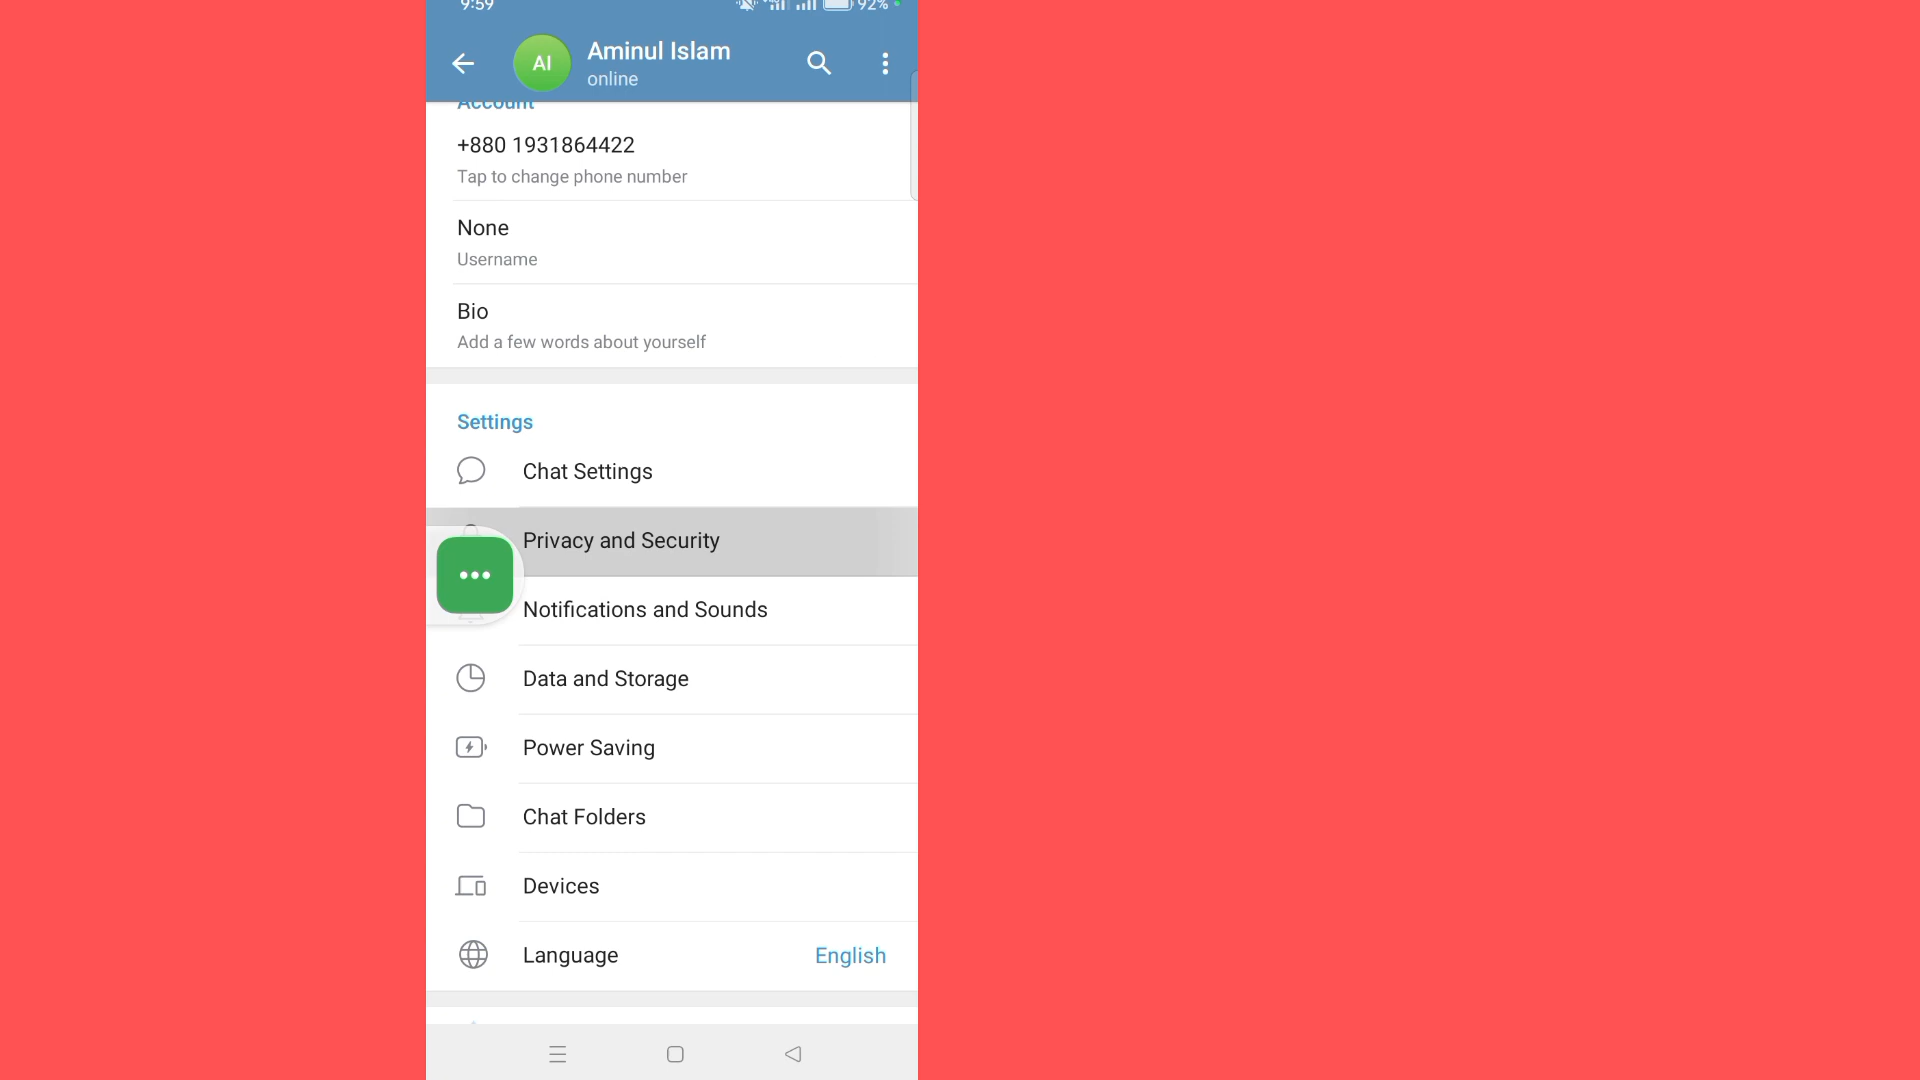 9:59
92%
AI
Aminul Islam
online
Account
+880 1931864422
Tap to change phone number
None
Username
Bio
Add a few words about yourself
Settings
Chat Settings
Privacy and Security
Notifications and Sounds
Data and Storage
Power Saving
Chat Folders
Devices
Language
English